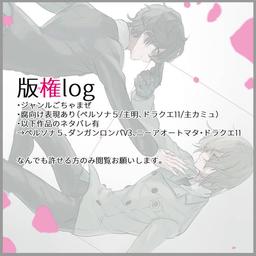 版権log
・ジャンルごちゃまぜ
・腐向け表現あり（ペルソナ５/主明、ドラクエ11/主カミュ）
・以下作品のネタバレ有
→ペルソナ５、ダンガンロンパV3、ニーアオートマタ・ドラクエ11
なんでも許せる方のみ閲覧お願いします。